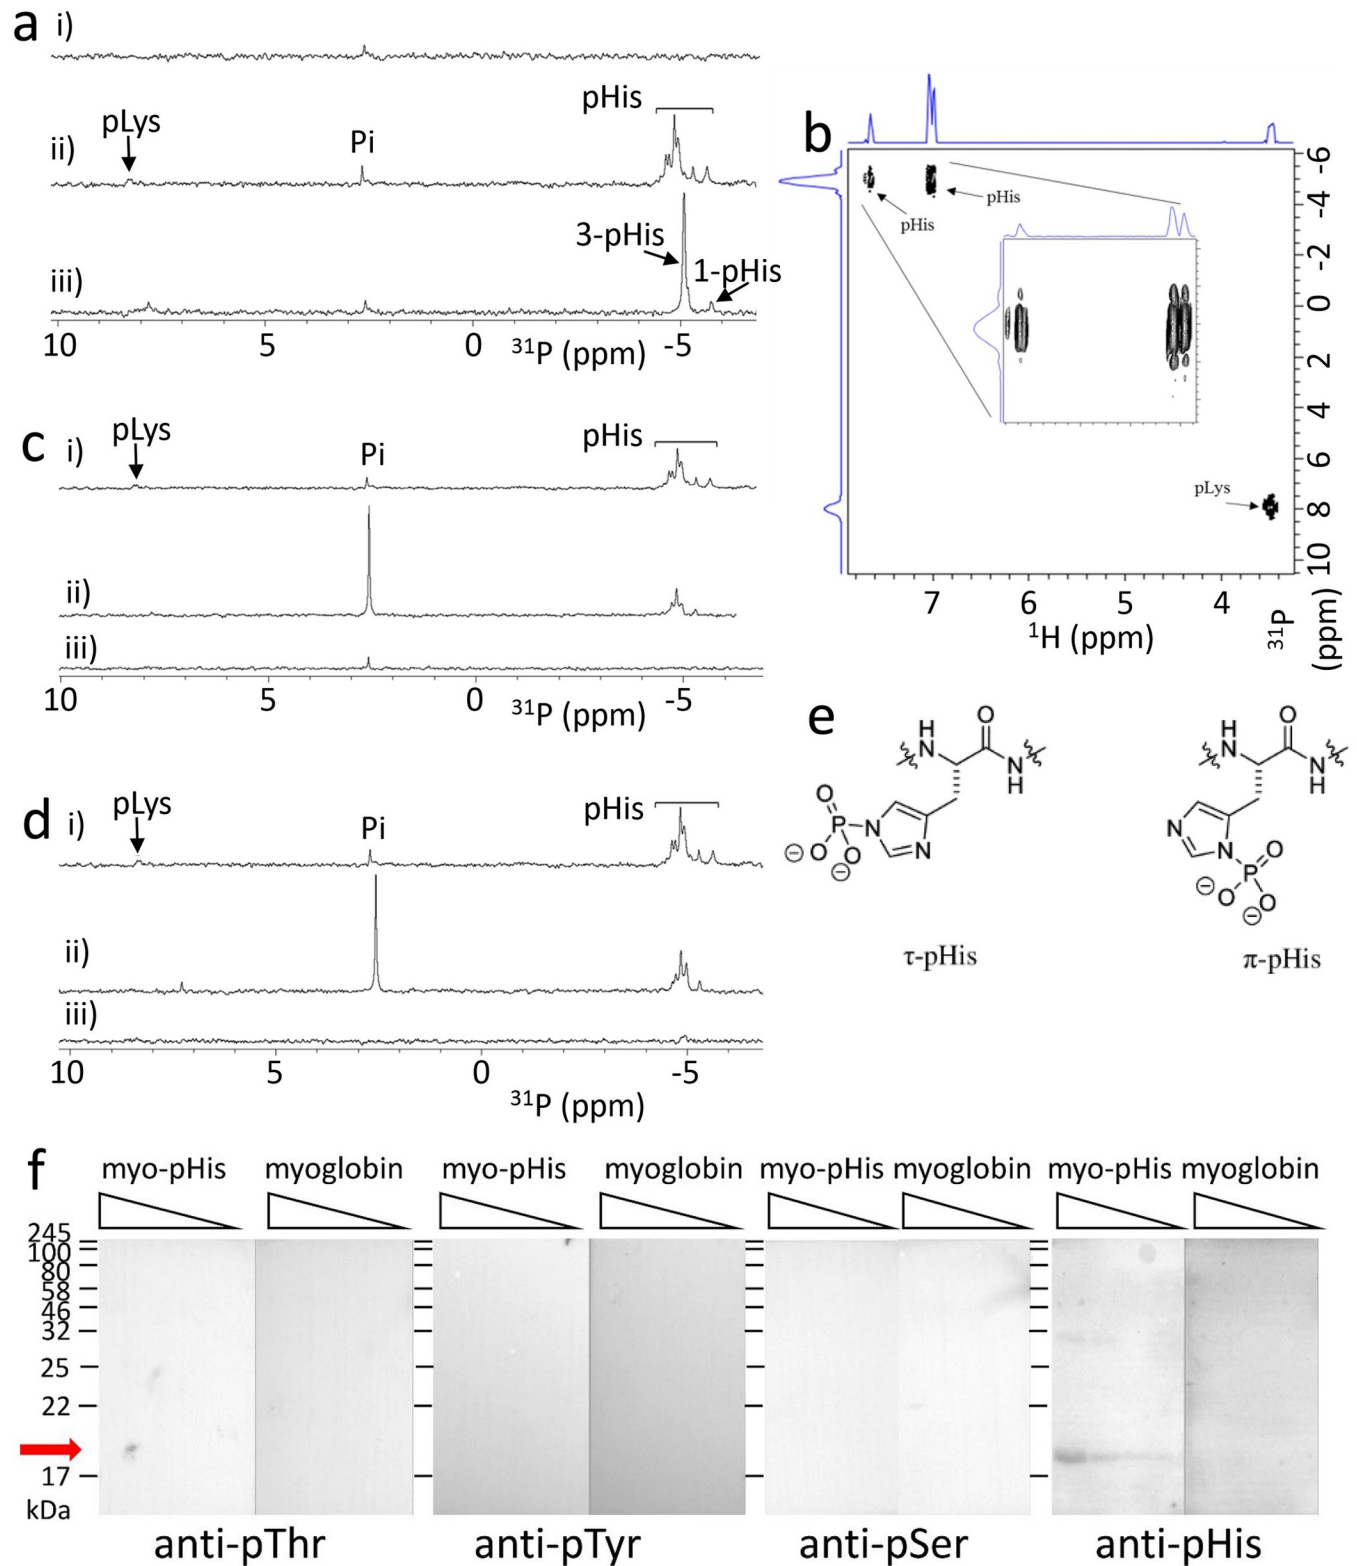 a i)
pHis
pLys
ii)
Pi
3-pHis
1-pHis
iii)
10 5 0 ³¹P (ppm) -5
b
pHis
pHis
pLys
-6
-4
-2
0
2
4
6
8
10
7 6 5 4
¹H (ppm)
³¹P (ppm)
c i)
pLys
Pi
pHis
ii)
iii)
10 5 0 ³¹P (ppm) -5
d i)
pLys
Pi
pHis
ii)
iii)
10 5 0 -5
³¹P (ppm)
e
H N O N H
O P N N O O ⊖ ⊖
τ-pHis
H N O N H
N N P O O O ⊖ ⊖
π-pHis
f
myo-pHis myoglobin myo-pHis myoglobin myo-pHis myoglobin myo-pHis myoglobin
245
100
80
58
46
32
25
22
17
kDa
anti-pThr anti-pTyr anti-pSer anti-pHis